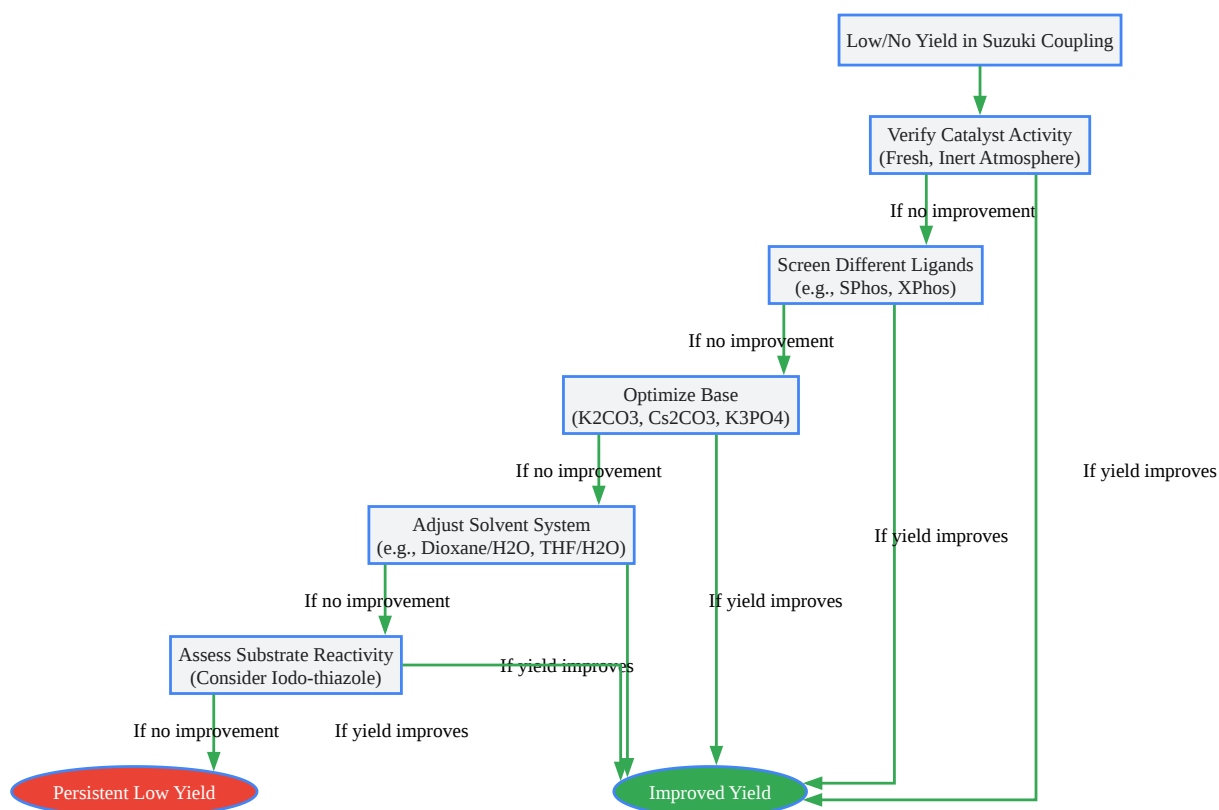 Low/No Yield in Suzuki Coupling
Verify Catalyst Activity
(Fresh, Inert Atmosphere)
If no improvement
Screen Different Ligands
(e.g., SPhos, XPhos)
If no improvement
Optimize Base
(K2CO3, Cs2CO3, K3PO4)
If no improvement
If yield improves
Adjust Solvent System
(e.g., Dioxane/H2O, THF/H2O)
If yield improves
If no improvement
If yield improves
Assess Substrate Reactivity
(Consider Iodo-thiazole)
If yield improves
If no improvement
If yield improves
Persistent Low Yield
Improved Yield